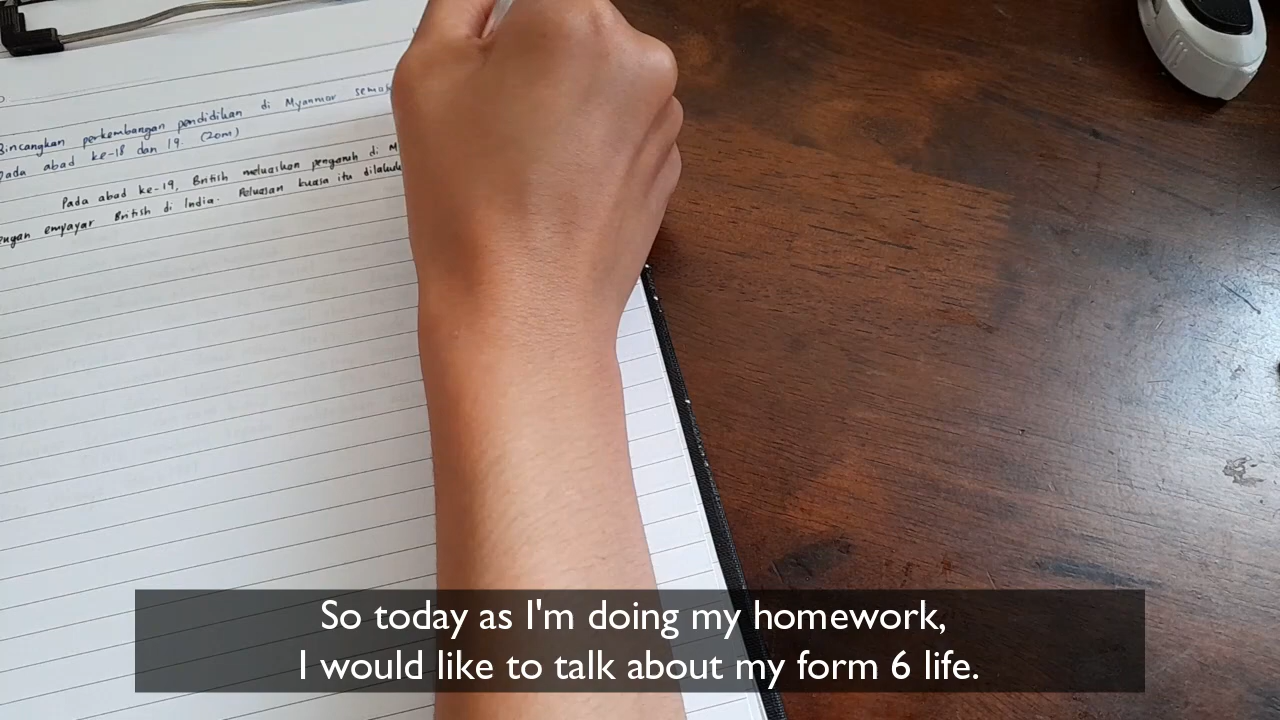 Bincangkan perkembangan pendidikan di Myanmar
pada abad ke-18 dan 19. (20m)
Pada abad ke-19, British meluaskan pengaruh di
dengan empayar British di India. Peluasan kuasa itu
So today as I'm doing my homework,
I would like to talk about my form 6 life.